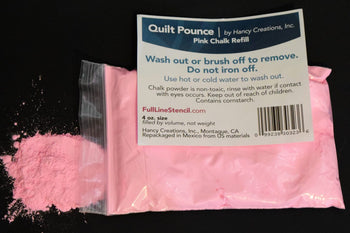 Quilt Pounce | by Hancy Creations, Inc.
Pink Chalk Refill
Wash out or brush off to remove.
Do not iron off.
Use hot or cold water to wash out.
Chalk powder is non-toxic, rinse with water if contact
with eyes occurs. Keep out of reach of children.
Contains cornstarch.
FullLineStencil.com
4 oz. size
filled by volume, not weight
Hancy Creations, Inc., Montague, CA
Repackaged in Mexico from US materials